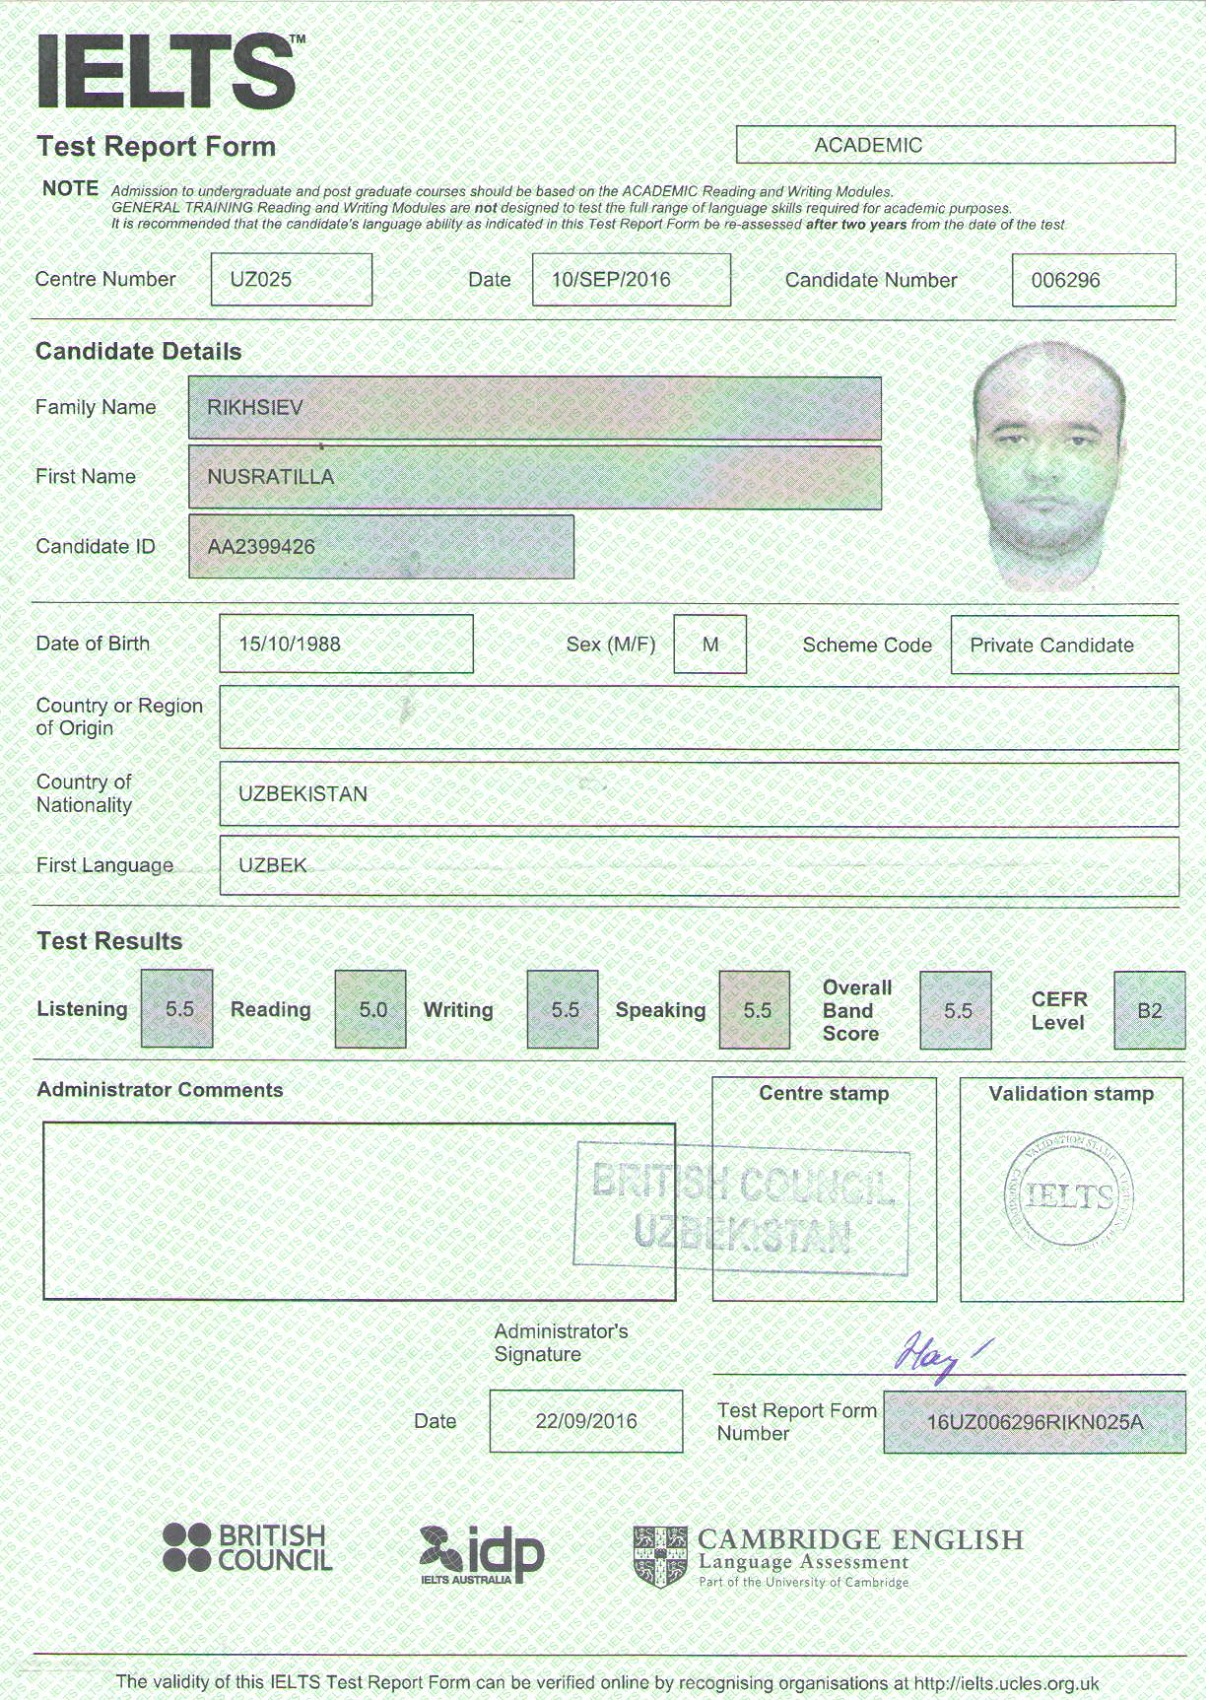 IELTS™
Test Report Form
ACADEMIC
NOTE Admission to undergraduate and post graduate courses should be based on the ACADEMIC Reading and Writing Modules.
GENERAL TRAINING Reading and Writing Modules are not designed to test the full range of language skills required for academic purposes.
It is recommended that the candidate's language ability as indicated in this Test Report Form be re-assessed after two years from the date of the test
Centre Number UZ025 Date 10/SEP/2016 Candidate Number 006296
Candidate Details
Family Name RIKHSIEV
First Name NUSRATILLA
Candidate ID AA2399426
Date of Birth 15/10/1988 Sex (M/F) M Scheme Code Private Candidate
Country or Region
of Origin
Country of
Nationality
UZBEKISTAN
First Language UZBEK
Test Results
Listening 5.5 Reading 5.0 Writing 5.5 Speaking 5.5 Overall
Band
Score
5.5 CEFR
Level
B2
Administrator Comments
Centre stamp
Validation stamp
BRITISH COUNCIL
UZBEKISTAN
VALIDATION STAMP
IELTS
Administrator's
Signature
Date 22/09/2016
Test Report Form
Number
16UZ006296RIKN025A
BRITISH
COUNCIL
idp
IELTS AUSTRALIA
CAMBRIDGE ENGLISH
Language Assessment
Part of the University of Cambridge
The validity of this IELTS Test Report Form can be verified online by recognising organisations at http://ielts.ucles.org.uk